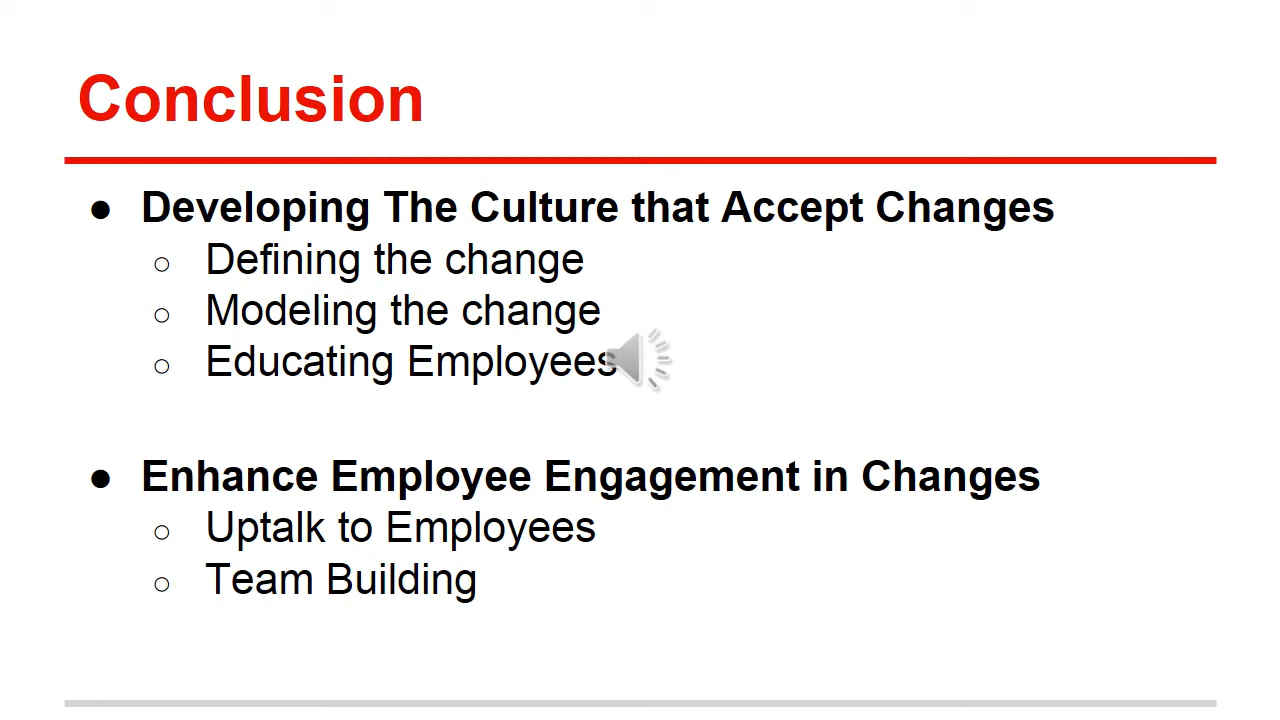 Conclusion
● Developing The Culture that Accept Changes
○ Defining the change
○ Modeling the change
○ Educating Employees
● Enhance Employee Engagement in Changes
○ Uptalk to Employees
○ Team Building